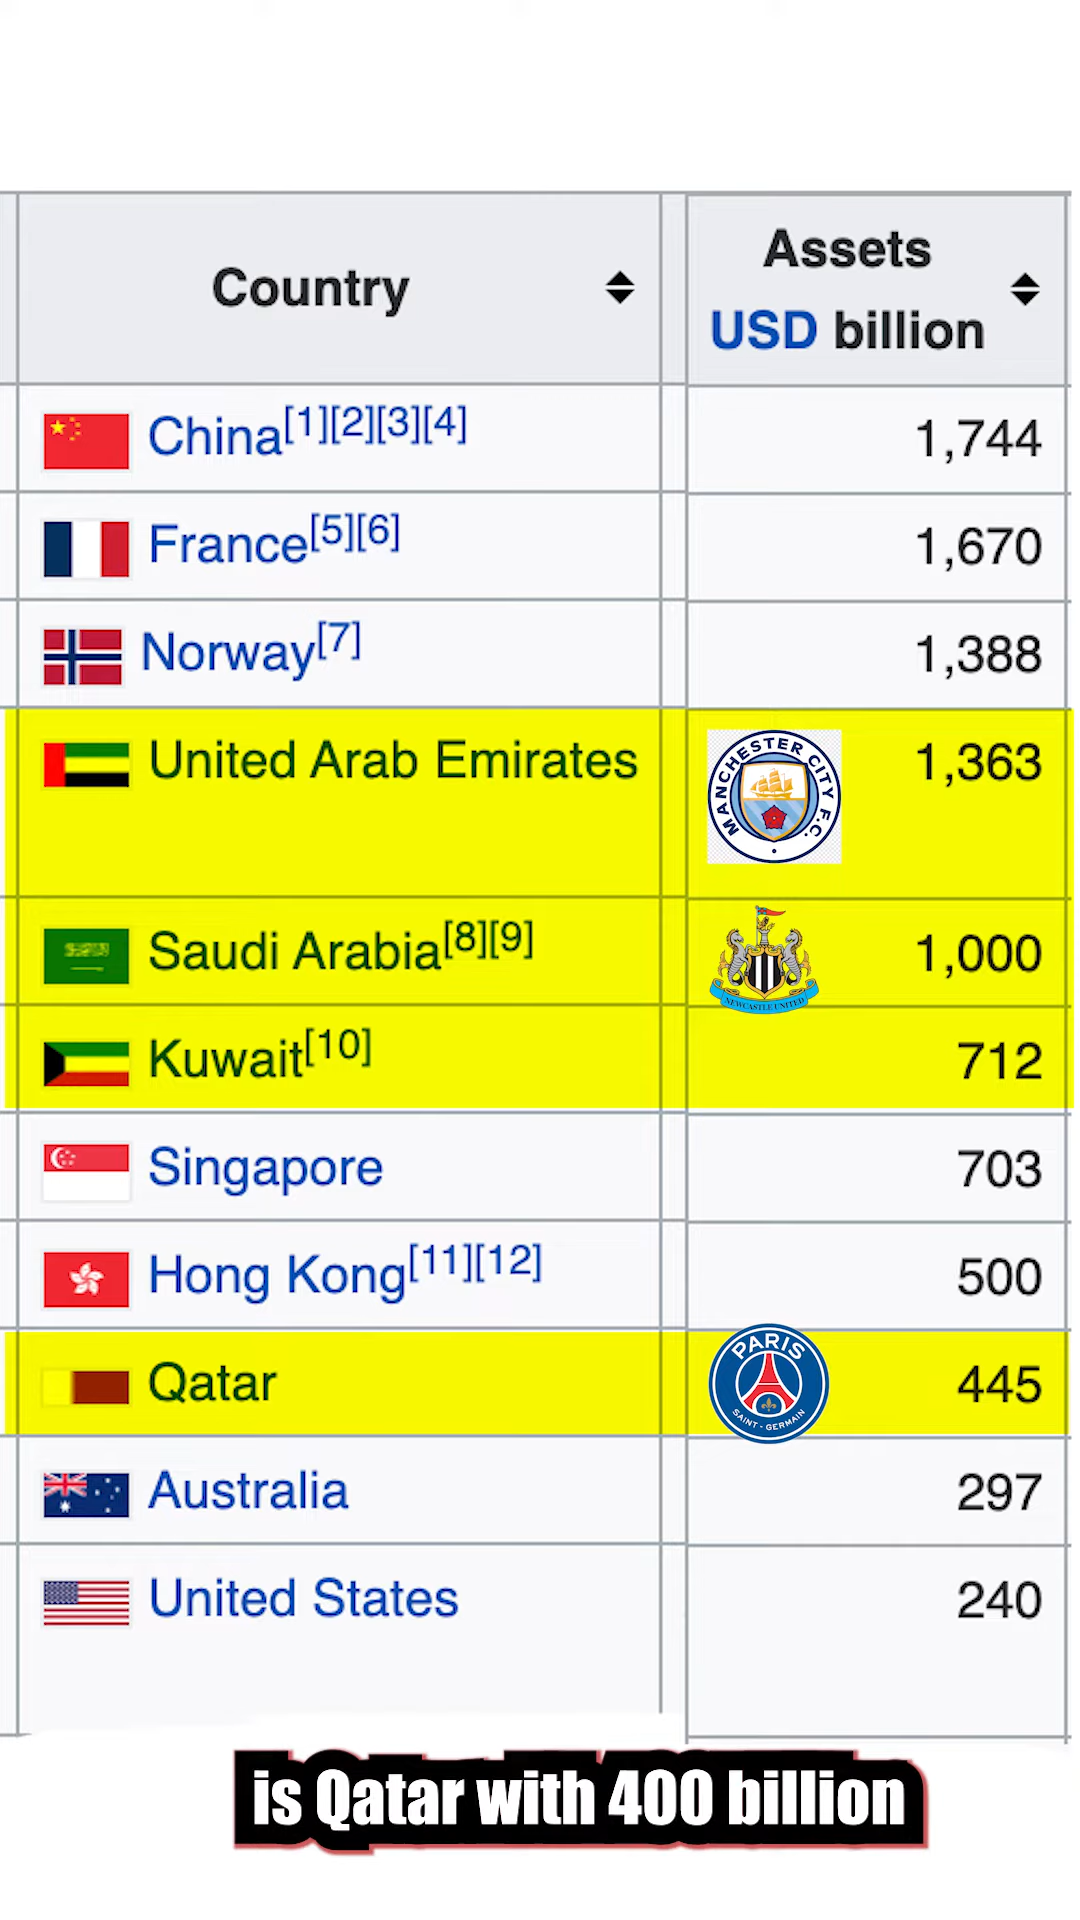 Country
Assets
USD billion
China[1][2][3][4] 1,744
France[5][6] 1,670
Norway[7] 1,388
United Arab Emirates MANCHESTER CITY F.C. 1,363
Saudi Arabia[8][9] NEWCASTLE UNITED 1,000
Kuwait[10] 712
Singapore 703
Hong Kong[11][12] 500
Qatar PARIS SAINT-GERMAIN 445
Australia 297
United States 240
is Qatar with 400 billion